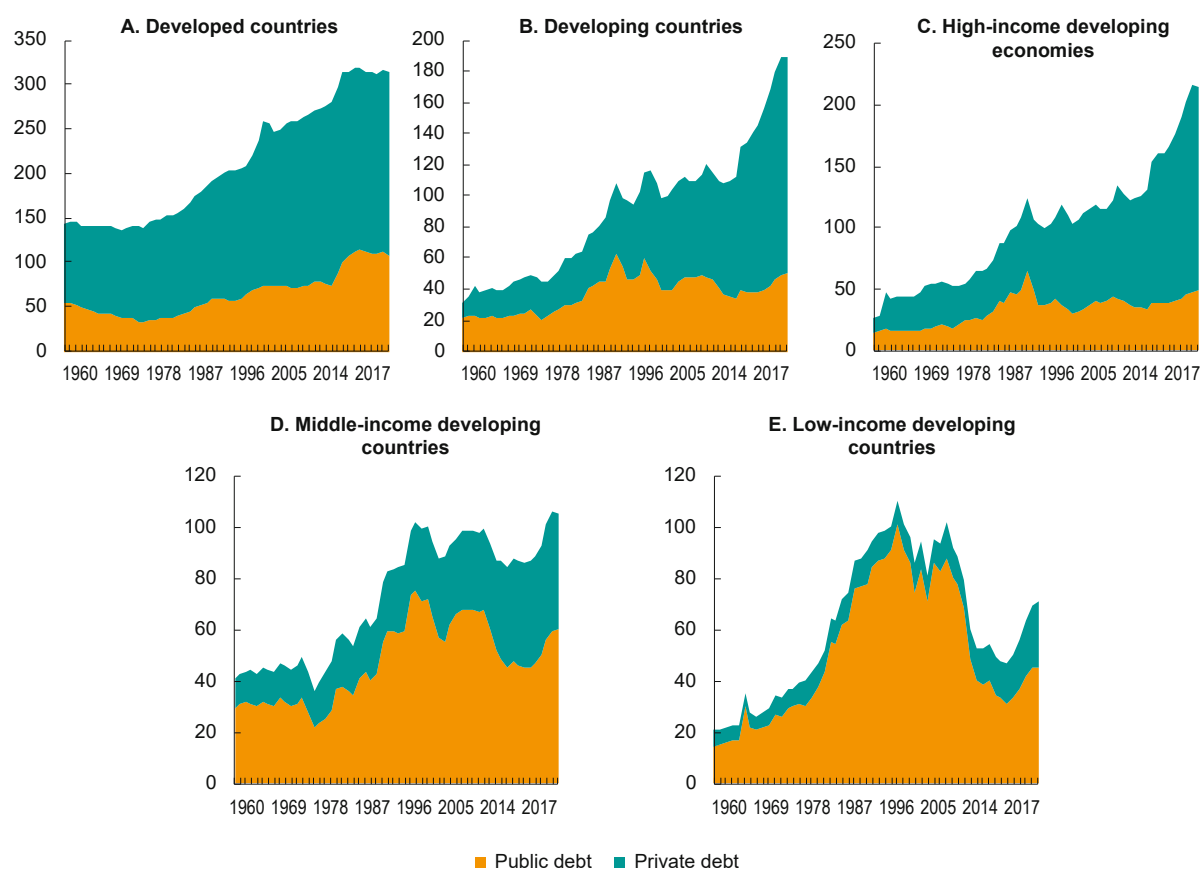 A. Developed countries
350
300
250
200
150
100
50
0
1960 1969 1978 1987 1996 2005 2014 2017
B. Developing countries
200
180
160
140
120
100
80
60
40
20
0
1960 1969 1978 1987 1996 2005 2014 2017
C. High-income developing
economies
250
200
150
100
50
0
1960 1969 1978 1987 1996 2005 2014 2017
D. Middle-income developing
countries
120
100
80
60
40
20
0
1960 1969 1978 1987 1996 2005 2014 2017
E. Low-income developing
countries
120
100
80
60
40
20
0
1960 1969 1978 1987 1996 2005 2014 2017
Public debt Private debt